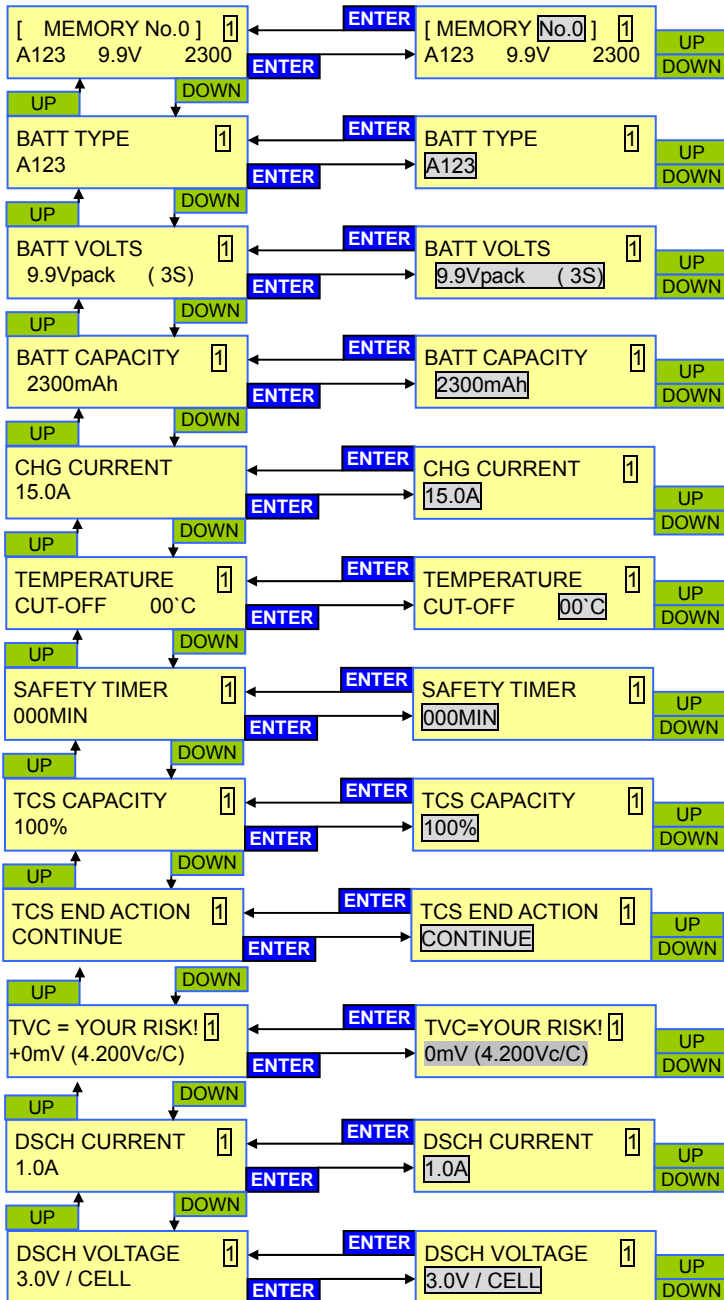 ENTER
[ MEMORY No.0 ] 1 [ MEMORY No.0 ] 1
A123 9.9V 2300 A123 9.9V 2300
UP
DOWN
ENTER
DOWN
UP
ENTER
BATT TYPE 1 BATT TYPE 1
A123 A123
UP
DOWN
ENTER
DOWN
UP
ENTER
BATT VOLTS 1 BATT VOLTS 1
9.9Vpack ( 3S) 9.9Vpack ( 3S)
UP
DOWN
ENTER
DOWN
UP
ENTER
BATT CAPACITY 1 BATT CAPACITY 1
2300mAh 2300mAh
UP
DOWN
ENTER
DOWN
UP
ENTER
CHG CURRENT CHG CURRENT 1
15.0A 15.0A
UP
DOWN
ENTER
DOWN
UP
ENTER
TEMPERATURE 1 TEMPERATURE 1
CUT-OFF 00`C CUT-OFF 00`C
UP
DOWN
ENTER
DOWN
UP
ENTER
SAFETY TIMER 1 SAFETY TIMER 1
000MIN 000MIN
UP
DOWN
ENTER
DOWN
UP
ENTER
TCS CAPACITY 1 TCS CAPACITY 1
100% 100%
UP
DOWN
ENTER
DOWN
UP
ENTER
TCS END ACTION 1 TCS END ACTION 1
CONTINUE CONTINUE
UP
DOWN
ENTER
DOWN
UP
ENTER
TVC = YOUR RISK! 1 TVC=YOUR RISK! 1
+0mV (4.200Vc/C) 0mV (4.200Vc/C)
UP
DOWN
ENTER
DOWN
UP
ENTER
DSCH CURRENT 1 DSCH CURRENT 1
1.0A 1.0A
UP
DOWN
ENTER
DOWN
UP
ENTER
DSCH VOLTAGE 1 DSCH VOLTAGE 1
3.0V / CELL 3.0V / CELL
UP
DOWN
ENTER